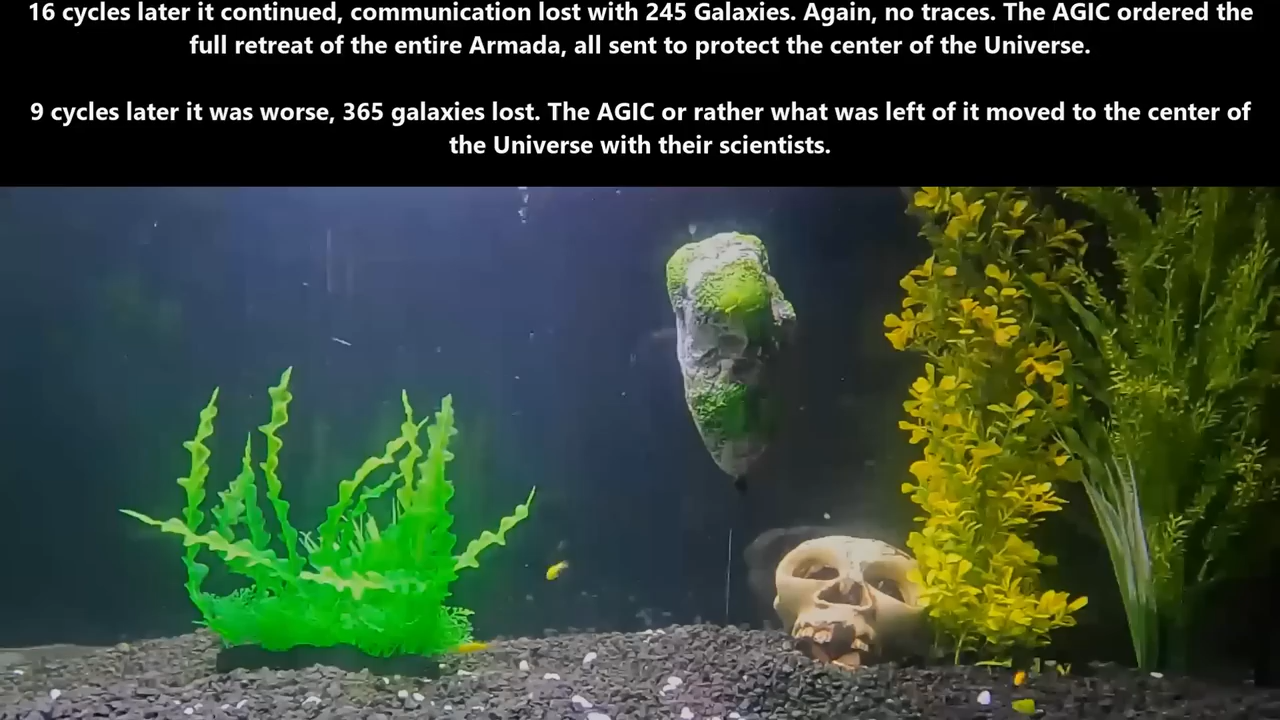 16 cycles later it continued, communication lost with 245 Galaxies. Again, no traces. The AGIC ordered the
full retreat of the entire Armada, all sent to protect the center of the Universe.
9 cycles later it was worse, 365 galaxies lost. The AGIC or rather what was left of it moved to the center of
the Universe with their scientists.